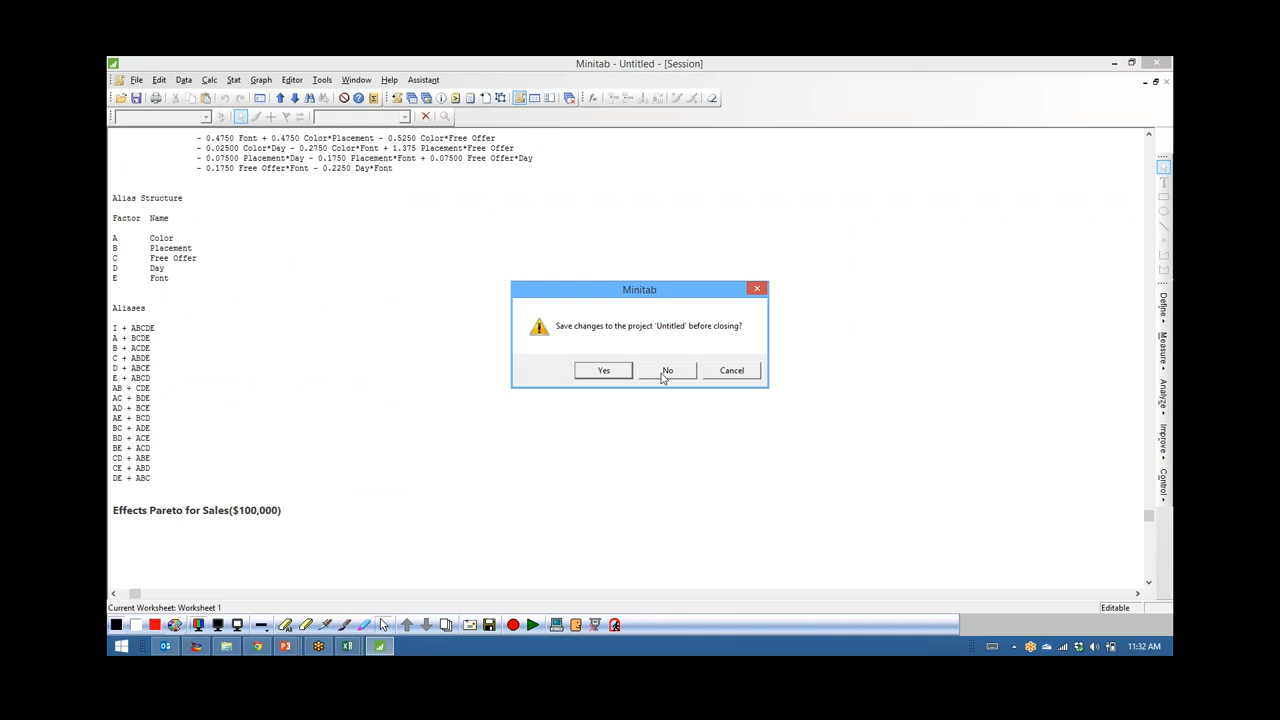 Minitab - Untitled - [Session]
File Edit Data Calc Stat Graph Editor Tools Window Help Assistant
- 0.4750 Font + 0.4750 Color*Placement - 0.5250 Color*Free Offer
- 0.02500 Color*Day - 0.2750 Color*Font + 1.375 Placement*Free Offer
- 0.07500 Placement*Day - 0.1750 Placement*Font + 0.07500 Free Offer*Day
- 0.1750 Free Offer*Font - 0.2250 Day*Font
Alias Structure
Factor Name
A Color
B Placement
C Free Offer
D Day
E Font
Aliases
I + ABCDE
A + BCDE
B + ACDE
C + ABDE
D + ABCE
E + ABCD
AB + CDE
AC + BDE
AD + BCE
AE + BCD
BC + ADE
BD + ACE
BE + ACD
CD + ABE
CE + ABD
DE + ABC
Effects Pareto for Sales($100,000)
Minitab
Save changes to the project 'Untitled' before closing?
Yes No Cancel
Define
Measure
Analyze
Improve
Control
Current Worksheet: Worksheet 1
Editable
11:32 AM